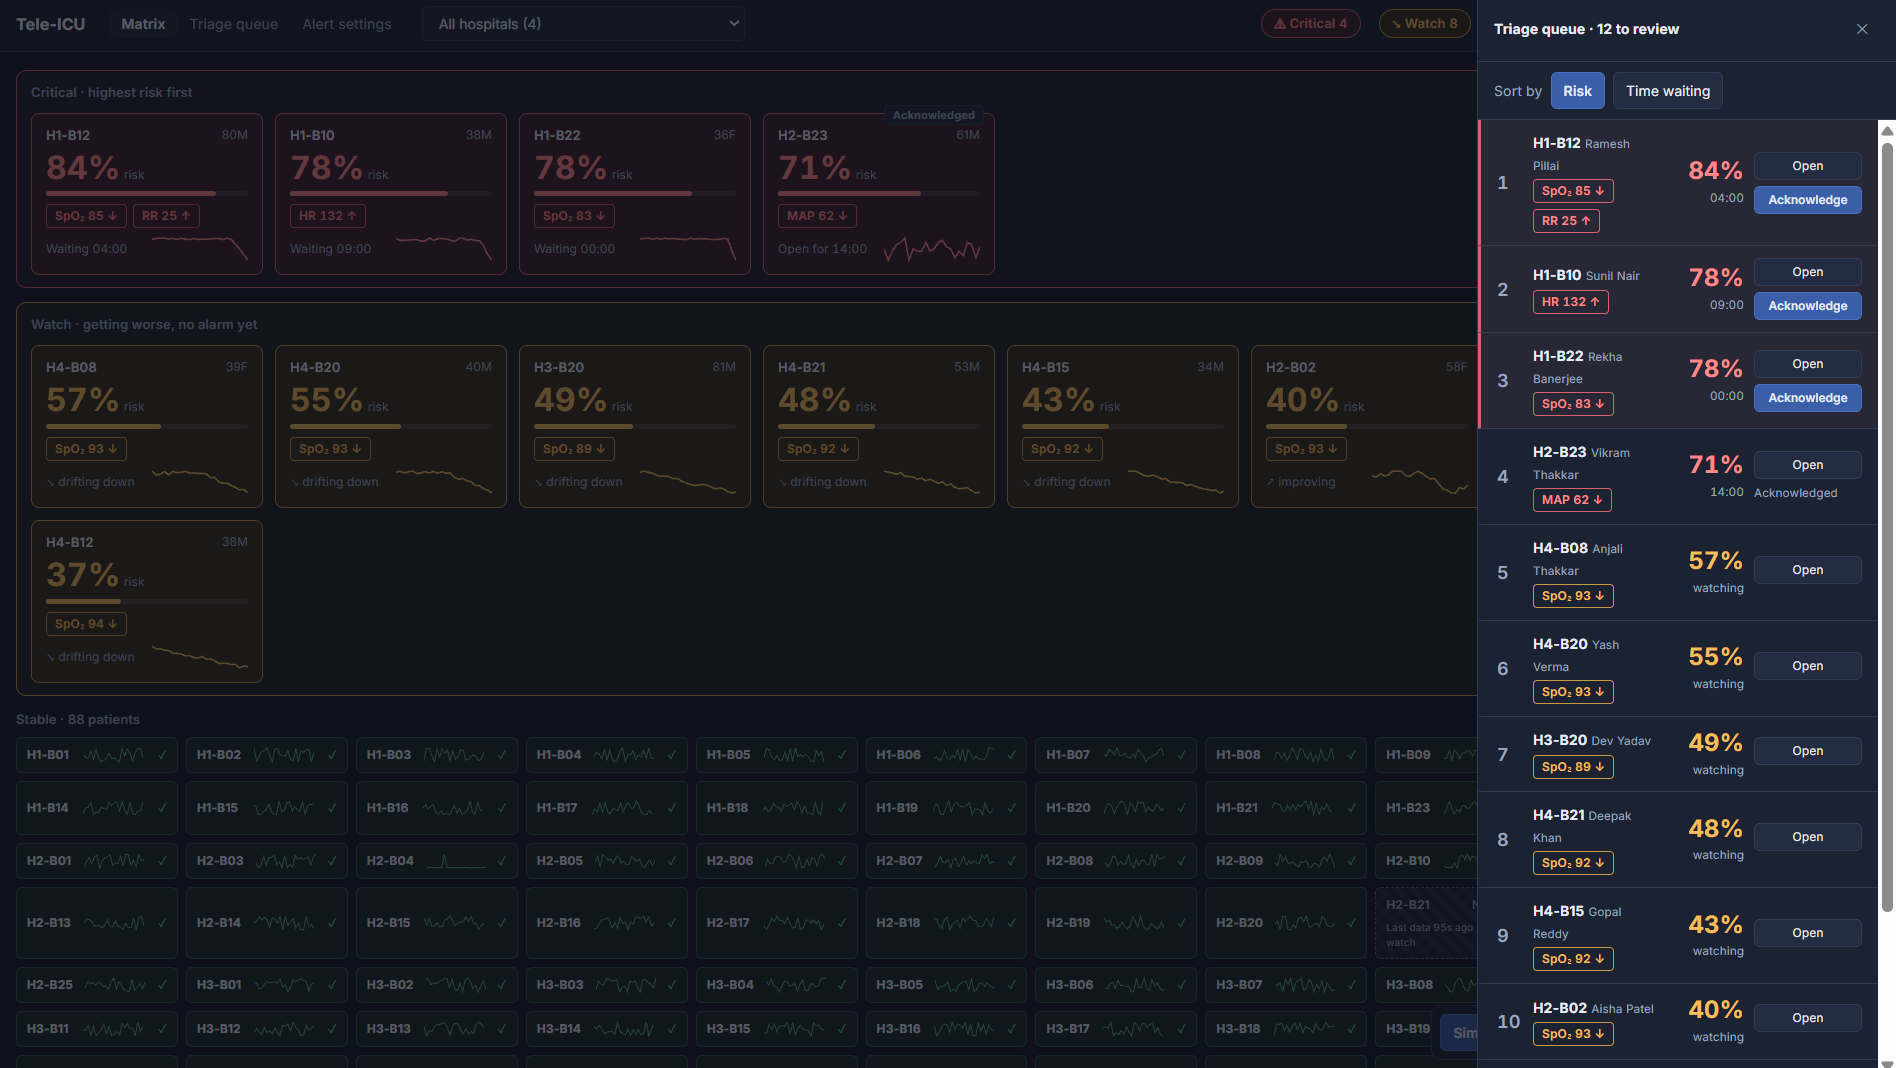 Tele-ICU
Matrix
Triage queue
Alert settings
All hospitals (4)
Critical 4
↘ Watch 8
Critical · highest risk first
H1-B12 80M
84% risk
SpO₂ 85 ↓ RR 25 ↑
Waiting 04:00
H1-B10 38M
78% risk
HR 132 ↑
Waiting 09:00
H1-B22 36F
78% risk
SpO₂ 83 ↓
Waiting 00:00
Acknowledged
H2-B23 61M
71% risk
MAP 62 ↓
Open for 14:00
Watch · getting worse, no alarm yet
H4-B08 39F
57% risk
SpO₂ 93 ↓
↘ drifting down
H4-B20 40M
55% risk
SpO₂ 93 ↓
↘ drifting down
H3-B20 81M
49% risk
SpO₂ 89 ↓
↘ drifting down
H4-B21 53M
48% risk
SpO₂ 92 ↓
↘ drifting down
H4-B15 34M
43% risk
SpO₂ 92 ↓
↘ drifting down
H2-B02 58F
40% risk
SpO₂ 93 ↓
↗ improving
H4-B12 38M
37% risk
SpO₂ 94 ↓
↘ drifting down
Stable · 88 patients
H1-B01 ✓ H1-B02 ✓ H1-B03 ✓ H1-B04 ✓ H1-B05 ✓ H1-B06 ✓ H1-B07 ✓ H1-B08 ✓ H1-B09
H1-B14 ✓ H1-B15 ✓ H1-B16 ✓ H1-B17 ✓ H1-B18 ✓ H1-B19 ✓ H1-B20 ✓ H1-B21 ✓ H1-B23
H2-B01 ✓ H2-B03 ✓ H2-B04 ✓ H2-B05 ✓ H2-B06 ✓ H2-B07 ✓ H2-B08 ✓ H2-B09 ✓ H2-B10
H2-B13 ✓ H2-B14 ✓ H2-B15 ✓ H2-B16 ✓ H2-B17 ✓ H2-B18 ✓ H2-B19 ✓ H2-B20 ✓ H2-B21
Last data 95s ago
watch
H2-B25 ✓ H3-B01 ✓ H3-B02 ✓ H3-B03 ✓ H3-B04 ✓ H3-B05 ✓ H3-B06 ✓ H3-B07 ✓ H3-B08
H3-B11 ✓ H3-B12 ✓ H3-B13 ✓ H3-B14 ✓ H3-B15 ✓ H3-B16 ✓ H3-B17 ✓ H3-B18 ✓ H3-B19
Sim
Triage queue · 12 to review
Sort by Risk Time waiting
1
H1-B12 Ramesh
Pillai
SpO₂ 85 ↓
RR 25 ↑
84%
04:00
Open
Acknowledge
2
H1-B10 Sunil Nair
HR 132 ↑
78%
09:00
Open
Acknowledge
3
H1-B22 Rekha
Banerjee
SpO₂ 83 ↓
78%
00:00
Open
Acknowledge
4
H2-B23 Vikram
Thakkar
MAP 62 ↓
71%
14:00
Open
Acknowledged
5
H4-B08 Anjali
Thakkar
SpO₂ 93 ↓
57%
watching
Open
6
H4-B20 Yash
Verma
SpO₂ 93 ↓
55%
watching
Open
7
H3-B20 Dev Yadav
SpO₂ 89 ↓
49%
watching
Open
8
H4-B21 Deepak
Khan
SpO₂ 92 ↓
48%
watching
Open
9
H4-B15 Gopal
Reddy
SpO₂ 92 ↓
43%
watching
Open
10
H2-B02 Aisha Patel
SpO₂ 93 ↓
40%
watching
Open